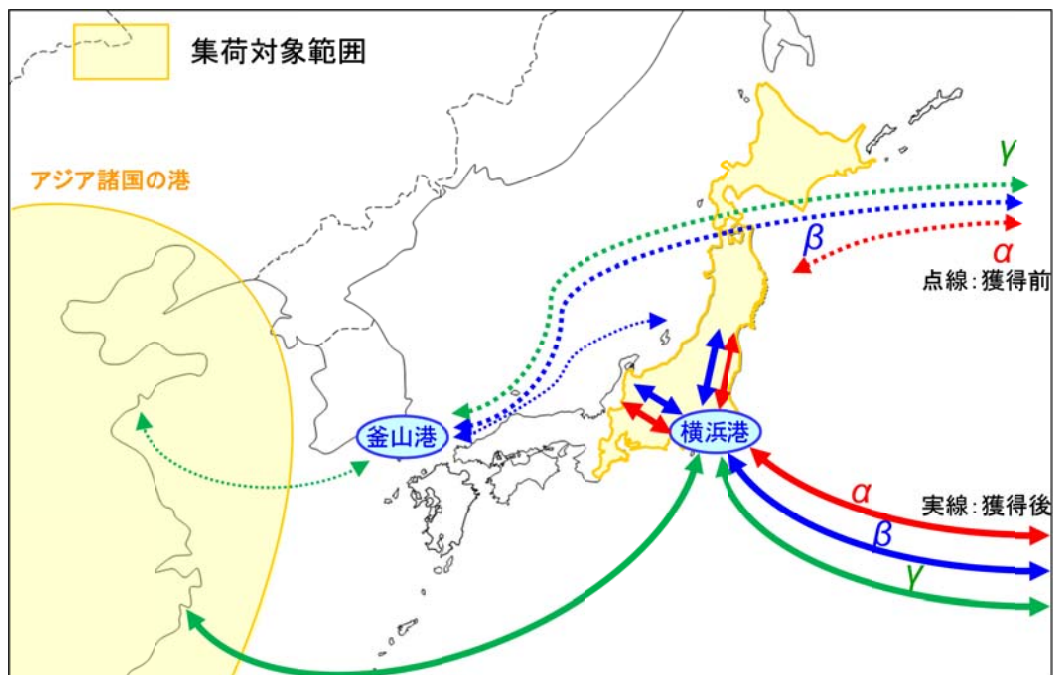 集荷対象範囲
アジア諸国の港
γ
β
α
点線：獲得前
釜山港
横浜港
α
実線：獲得後
β
γ